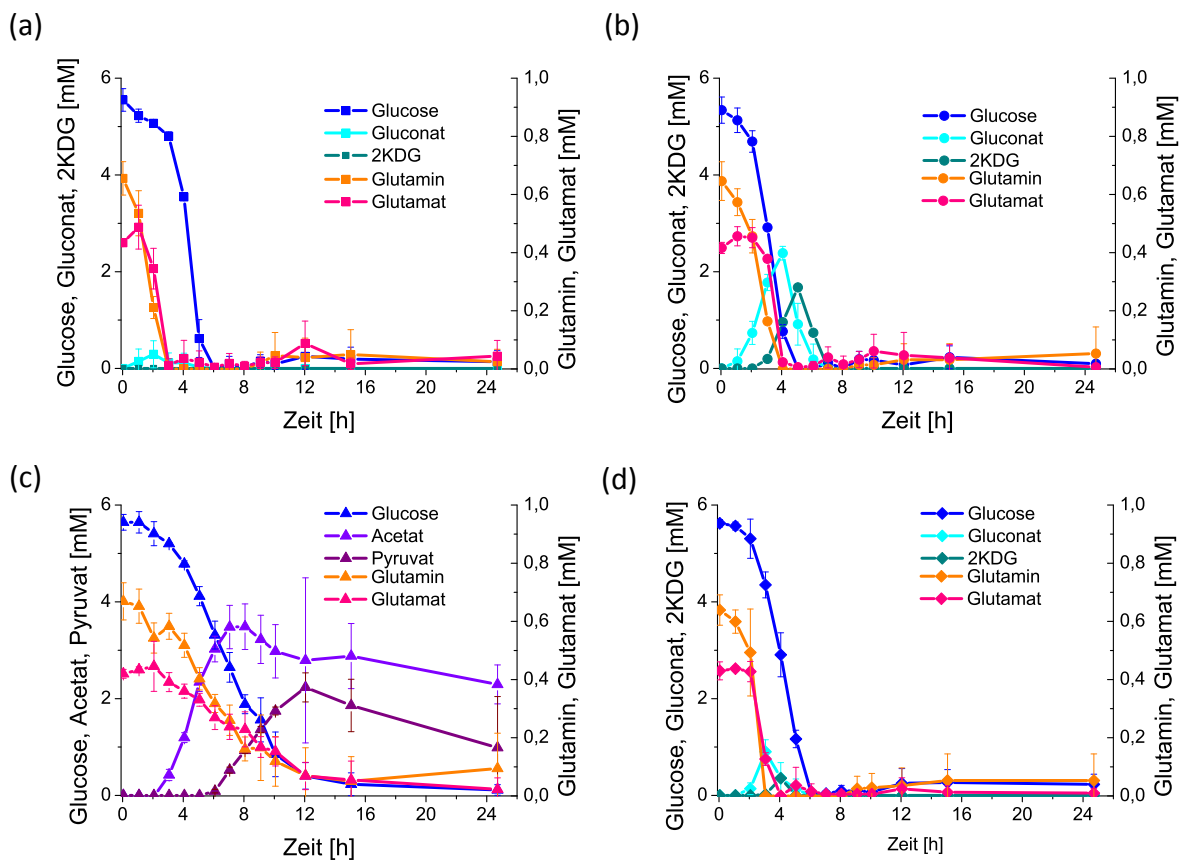 (a)
Glucose, Gluconat, 2KDG [mM]
6
4
2
0
1,0
0,8
0,6
0,4
0,2
0,0
Glutamin, Glutamat [mM]
Glucose
Gluconat
2KDG
Glutamin
Glutamat
0 4 8 12 16 20 24
Zeit [h]
(b)
Glucose, Gluconat, 2KDG [mM]
6
4
2
0
1,0
0,8
0,6
0,4
0,2
0,0
Glutamin, Glutamat [mM]
Glucose
Gluconat
2KDG
Glutamin
Glutamat
0 4 8 12 16 20 24
Zeit [h]
(c)
Glucose, Acetat, Pyruvat [mM]
6
4
2
0
1,0
0,8
0,6
0,4
0,2
0,0
Glutamin, Glutamat [mM]
Glucose
Acetat
Pyruvat
Glutamin
Glutamat
0 4 8 12 16 20 24
Zeit [h]
(d)
Glucose, Gluconat, 2KDG [mM]
6
4
2
0
1,0
0,8
0,6
0,4
0,2
0,0
Glutamin, Glutamat [mM]
Glucose
Gluconat
2KDG
Glutamin
Glutamat
0 4 8 12 16 20 24
Zeit [h]